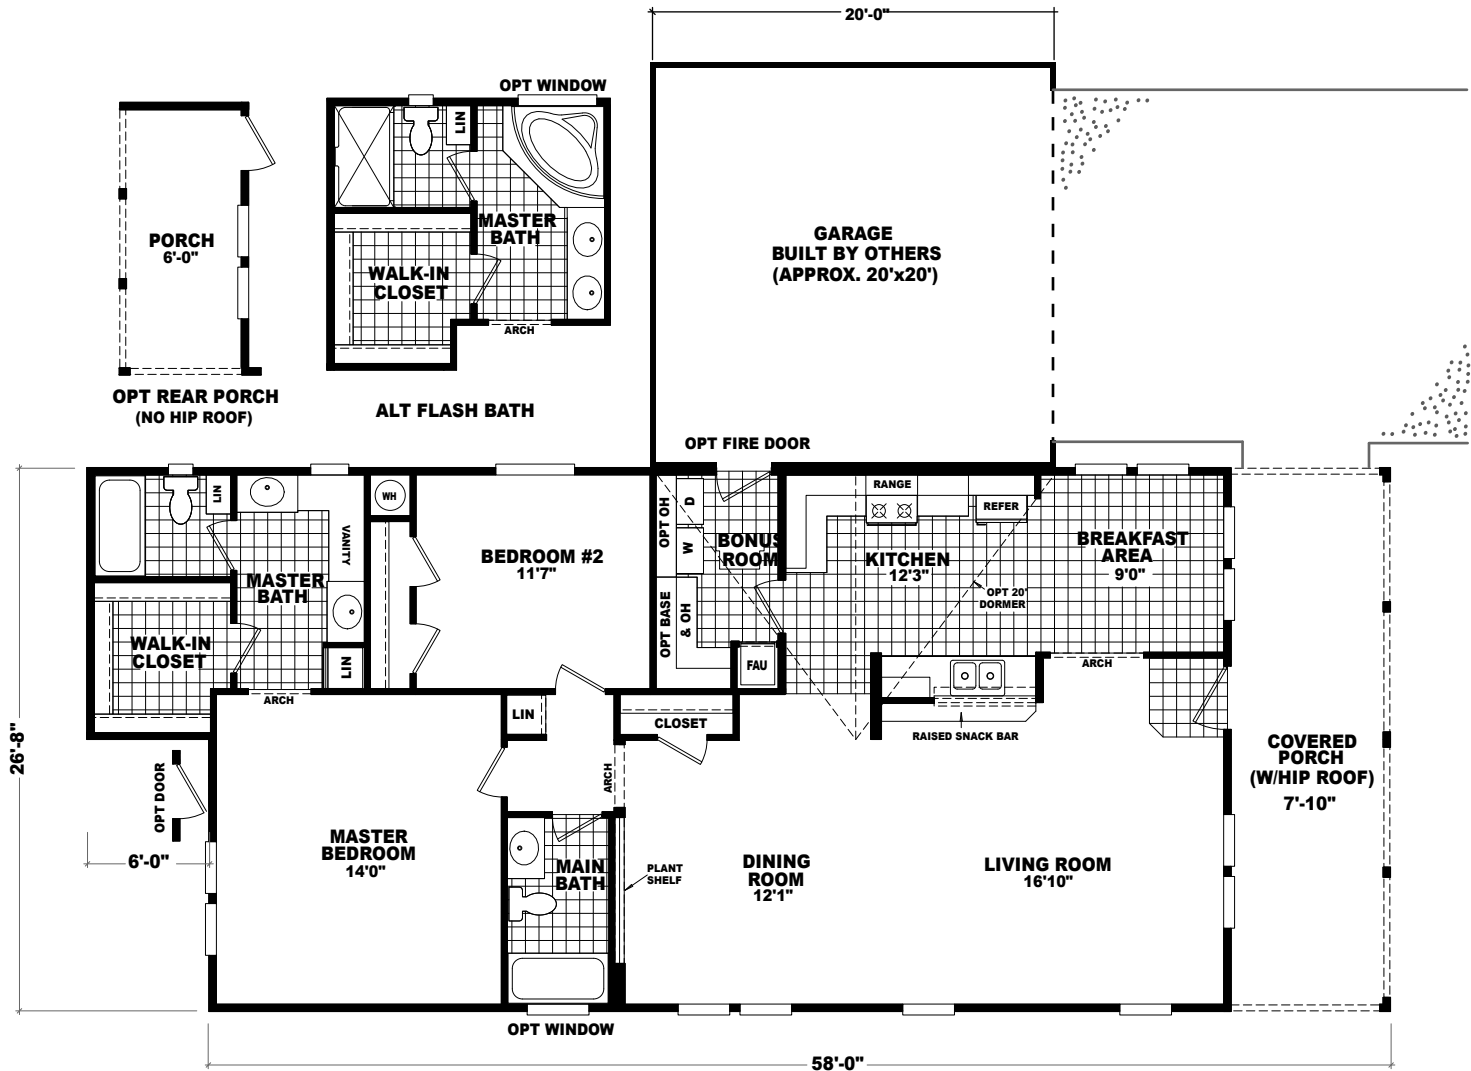 20'-0"
OPT WINDOW
LIN
MASTER
BATH
WALK-IN
CLOSET
ARCH
ALT FLASH BATH
PORCH
6'-0"
OPT REAR PORCH
(NO HIP ROOF)
GARAGE
BUILT BY OTHERS
(APPROX. 20'x20')
OPT FIRE DOOR
LIN
VANITY
MASTER
BATH
WALK-IN
CLOSET
LIN
ARCH
WH
BEDROOM #2
11'7"
OPT OH
D
W
BONUS
ROOM
OPT BASE
& OH
FAU
RANGE
REFER
KITCHEN
12'3"
OPT 20'
DORMER
BREAKFAST
AREA
9'0"
ARCH
RAISED SNACK BAR
LIN
CLOSET
ARCH
26'-8"
OPT DOOR
6'-0"
MASTER
BEDROOM
14'0"
MAIN
BATH
PLANT
SHELF
DINING
ROOM
12'1"
LIVING ROOM
16'10"
COVERED
PORCH
(W/HIP ROOF)
7'-10"
OPT WINDOW
58'-0"